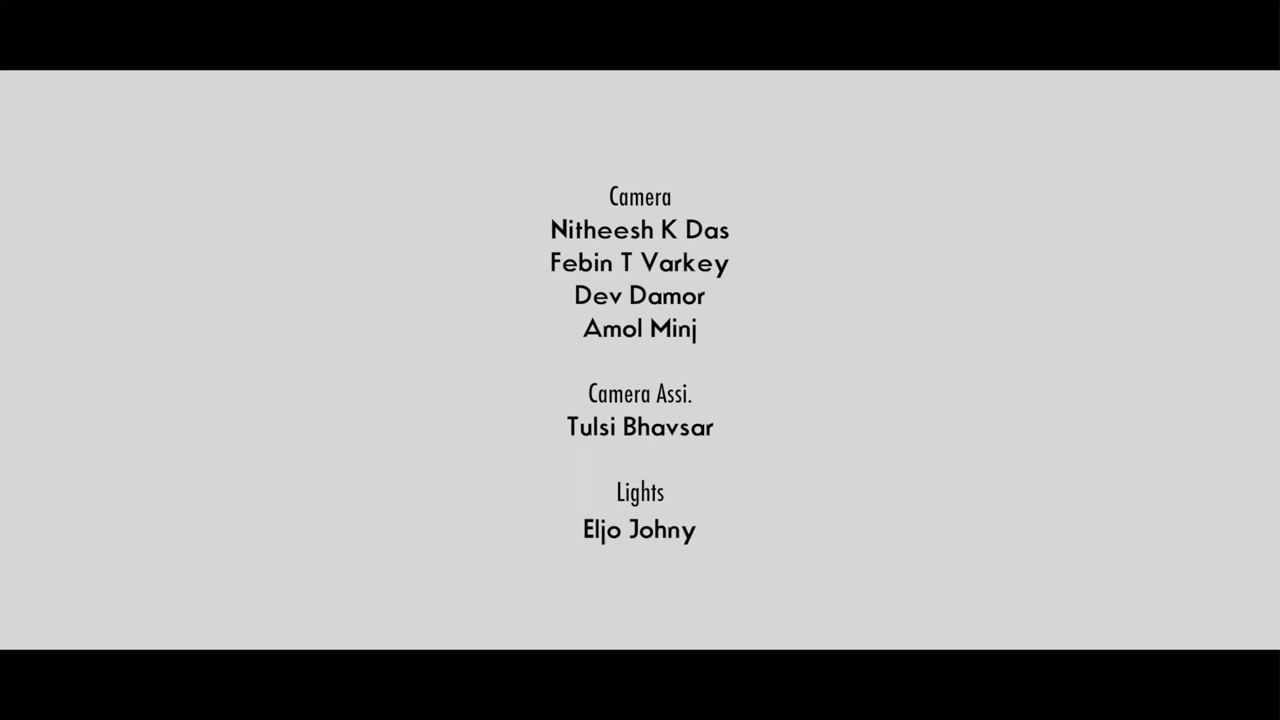 Camera
Nitheesh K Das
Febin T Varkey
Dev Damor
Amol Minj
Camera Assi.
Tulsi Bhavsar
Lights
Eljo Johny